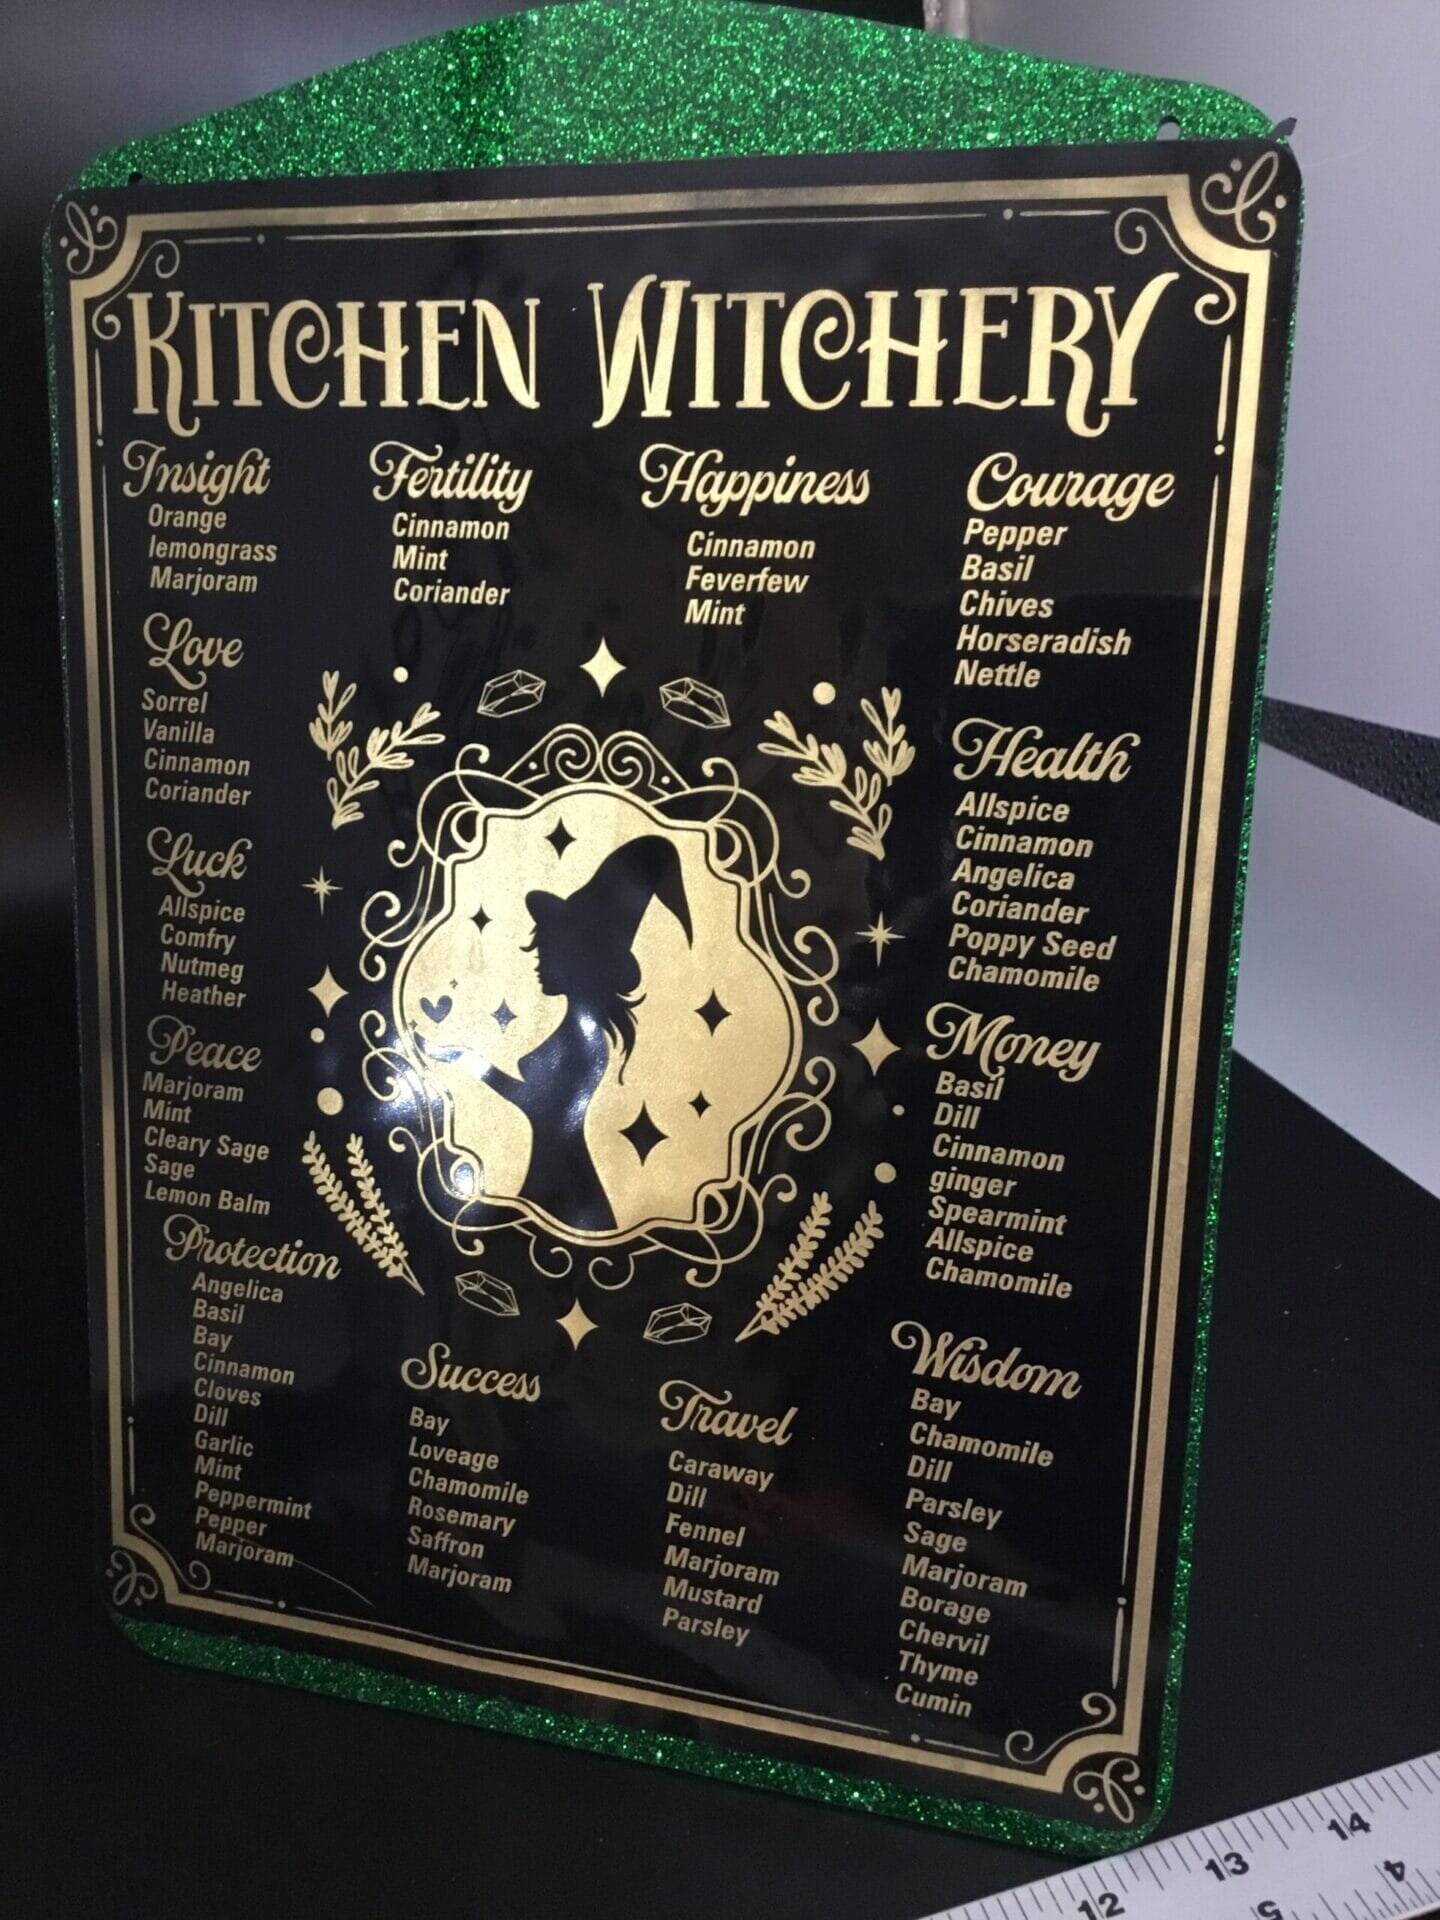 KITCHEN WITCHERY
Insight
Orange
lemongrass
Marjoram
Fertility
Cinnamon
Mint
Coriander
Happiness
Cinnamon
Feverfew
Mint
Courage
Pepper
Basil
Chives
Horseradish
Nettle
Love
Sorrel
Vanilla
Cinnamon
Coriander
Luck
Allspice
Comfry
Nutmeg
Heather
Peace
Marjoram
Mint
Cleary Sage
Sage
Lemon Balm
Protection
Angelica
Basil
Bay
Cinnamon
Cloves
Dill
Garlic
Mint
Peppermint
Pepper
Marjoram
Success
Bay
Loveage
Chamomile
Rosemary
Saffron
Marjoram
Travel
Caraway
Dill
Fennel
Marjoram
Mustard
Parsley
Health
Allspice
Cinnamon
Angelica
Coriander
Poppy Seed
Chamomile
Money
Basil
Dill
Cinnamon
ginger
Spearmint
Allspice
Chamomile
Wisdom
Bay
Chamomile
Dill
Parsley
Sage
Marjoram
Borage
Chervil
Thyme
Cumin
12 13 14
5 4